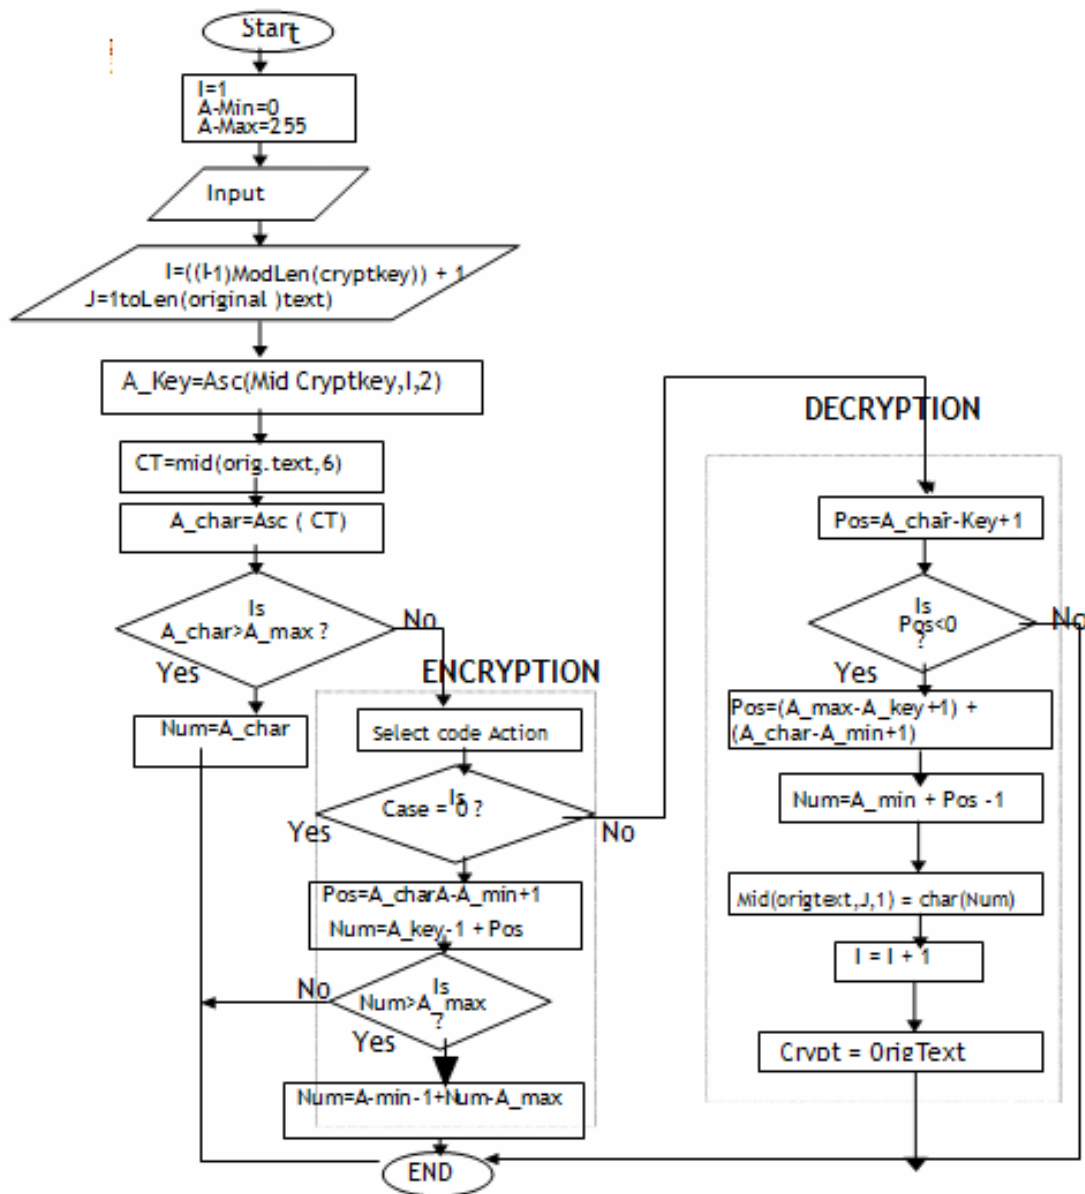 Start
I=1
A-Min=0
A-Max=255
Input
I=((I-1)ModLen(cryptkey)) + 1
J=1toLen(original )text)
A_Key=Asc(Mid Cryptkey,I,2)
CT=mid(orig.text,6)
A_char=Asc ( CT)
Is
A_char>A_max ?
No
Yes
Num=A_char
ENCRYPTION
Select code Action
Is
Case = 0 ?
Yes
No
Pos=A_charA-A_min+1
Num=A_key-1 + Pos
Is
Num>A_max
?
No
Yes
Num=A-min-1+Num-A_max
END
DECRYPTION
Pos=A_char-Key+1
Is
Pos<0
?
No
Yes
Pos=(A_max-A_key+1) +
(A_char-A_min+1)
Num=A_min + Pos -1
Mid(origtext,J,1) = char(Num)
I = I + 1
Crypt = OrigText